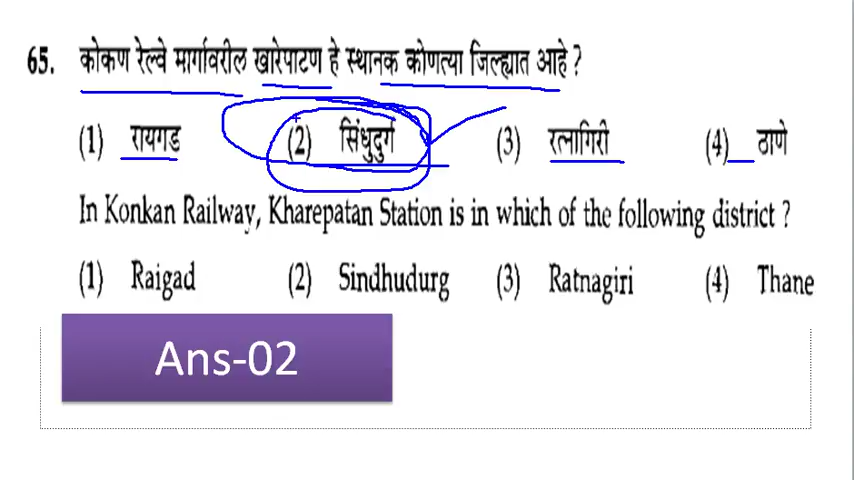 65. कोकण रेल्वे मार्गावरील खारेपाटण हे स्थानक कोणत्या जिल्ह्यात आहे ?
(1) रायगड (2) सिंधुदुर्ग (3) रत्नागिरी (4) ठाणे
In Konkan Railway, Kharepatan Station is in which of the following district ?
(1) Raigad (2) Sindhudurg (3) Ratnagiri (4) Thane
Ans-02